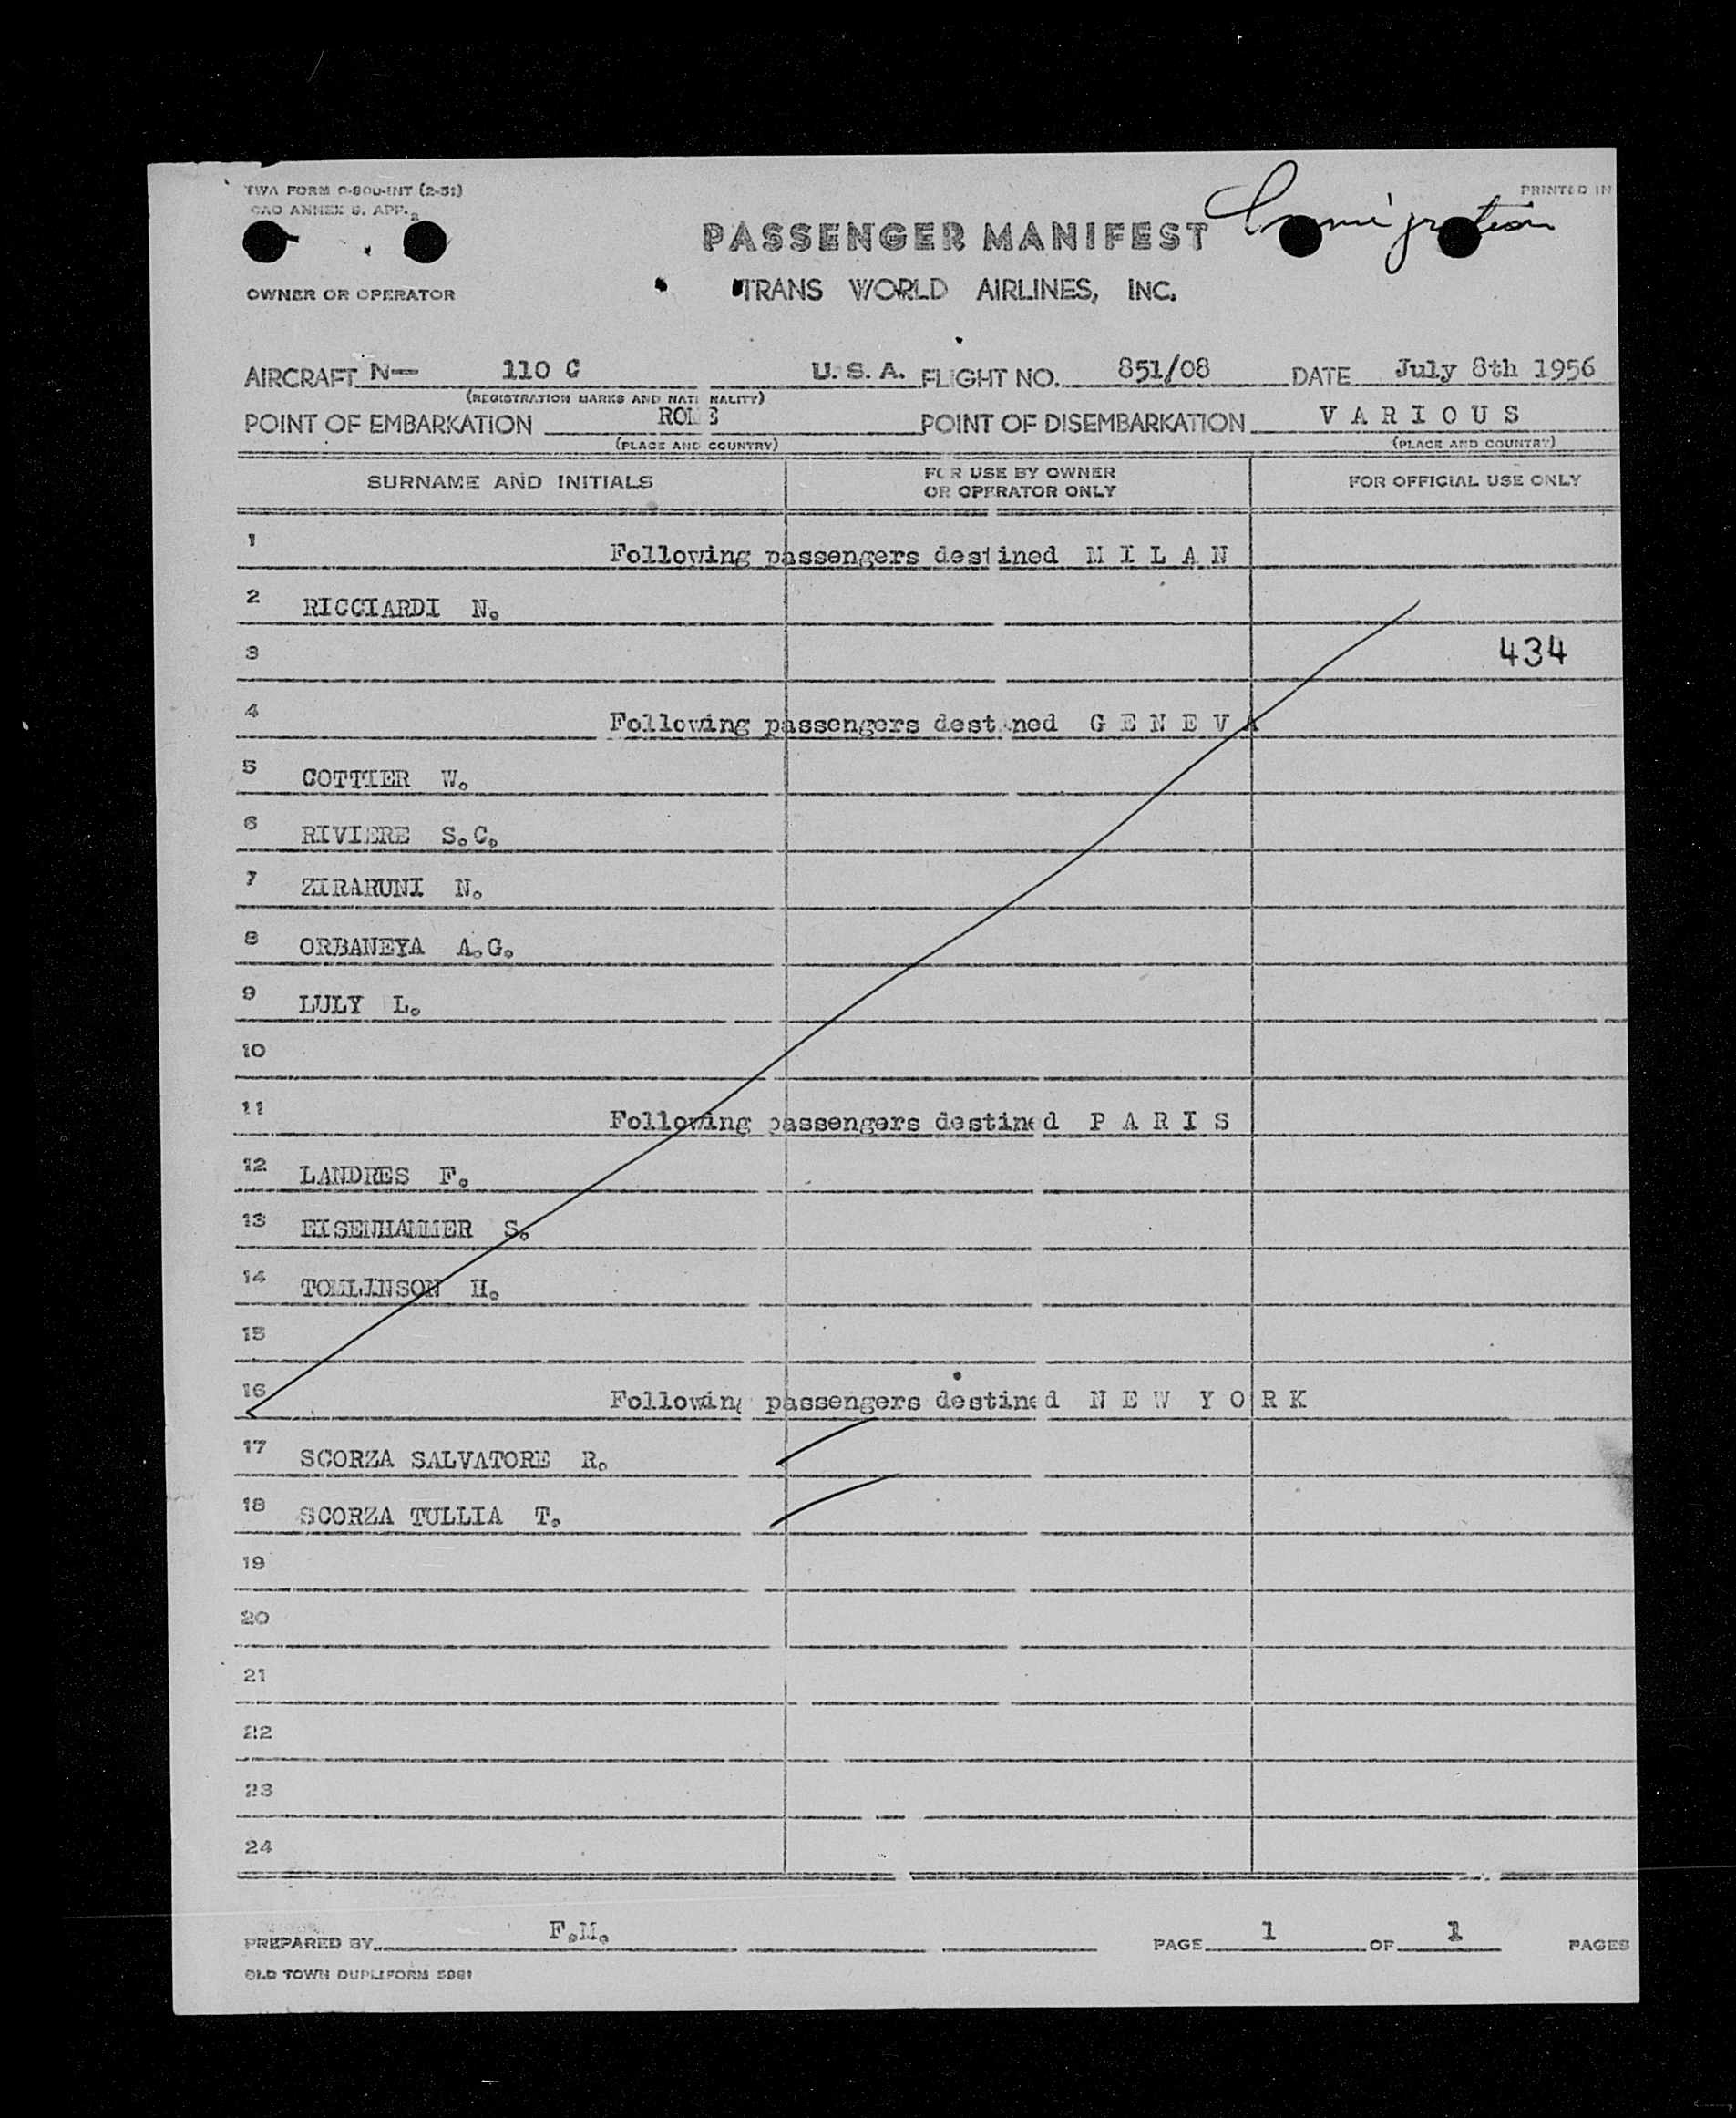 TWA FORM C-800-INT (2-51) PRINTED IN
CAO ANNEX 9. APP. 2
Immigration
PASSENGER MANIFEST
OWNER OR OPERATOR TRANS WORLD AIRLINES, INC.
AIRCRAFT N— 110 C U.S.A. FLIGHT NO. 851/08 DATE July 8th 1956
(REGISTRATION MARKS AND NATIONALITY)
POINT OF EMBARKATION ROME POINT OF DISEMBARKATION VARIOUS
(PLACE AND COUNTRY) (PLACE AND COUNTRY)
SURNAME AND INITIALS FOR USE BY OWNER OR OPERATOR ONLY FOR OFFICIAL USE ONLY
1 Following passengers destined M I L A N
2 RICCIARDI N.
3 434
4 Following passengers destined G E N E V A
5 COTTIER W.
6 RIVIERE S.C.
7 ZIRARUNI N.
8 ORBANEYA A.G.
9 LULY L.
10
11 Following passengers destined P A R I S
12 LANDRES F.
13 EISENHAMMER S.
14 TOMLINSON H.
15
16 Following passengers destined N E W Y O R K
17 SCORZA SALVATORE R.
18 SCORZA TULLIA T.
19
20
21
22
23
24
PREPARED BY F.M. PAGE 1 OF 1 PAGES
OLD TOWN DUPLIFORM 5981